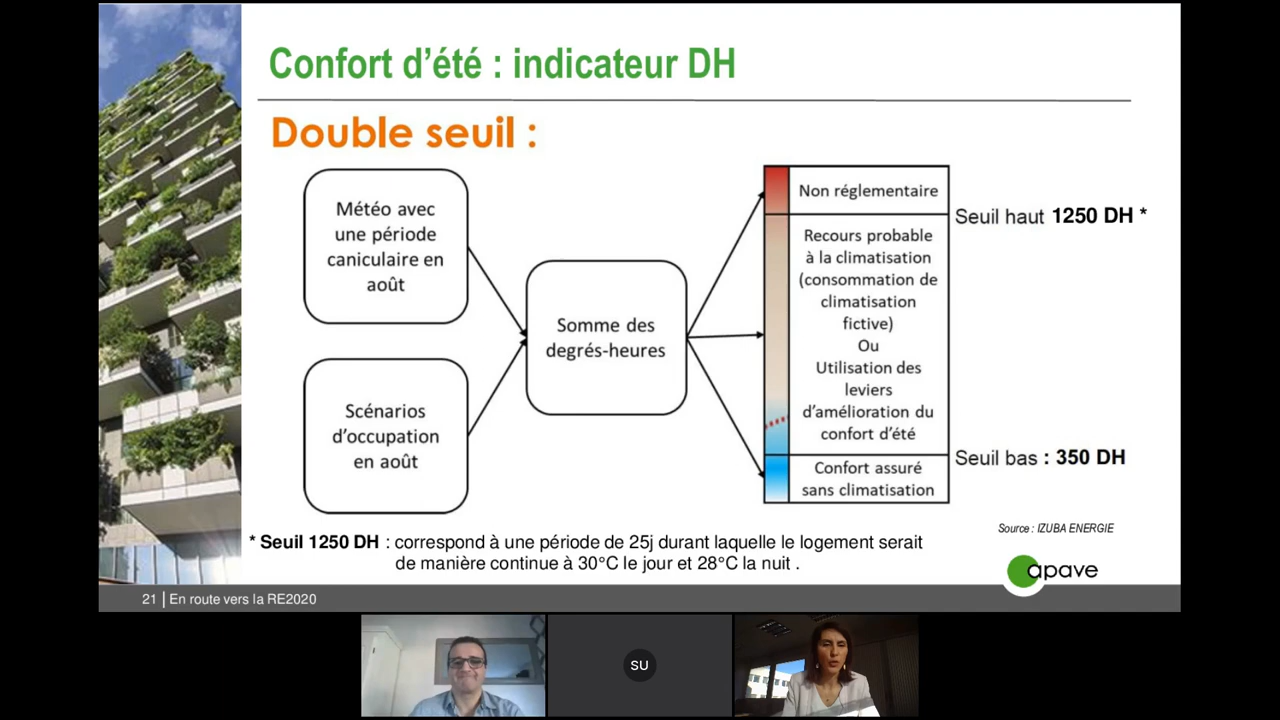 Confort d'été : indicateur DH
Double seuil :
Météo avec
une période
caniculaire en
août
Scénarios
d'occupation
en août
Somme des
degrés-heures
Non réglementaire
Recours probable
à la climatisation
(consommation de
climatisation
fictive)
Ou
Utilisation des
leviers
d'amélioration du
confort d'été
Confort assuré
sans climatisation
Seuil haut 1250 DH *
Seuil bas : 350 DH
Source : IZUBA ENERGIE
* Seuil 1250 DH : correspond à une période de 25j durant laquelle le logement serait
de manière continue à 30°C le jour et 28°C la nuit .
apave
21 | En route vers la RE2020
SU